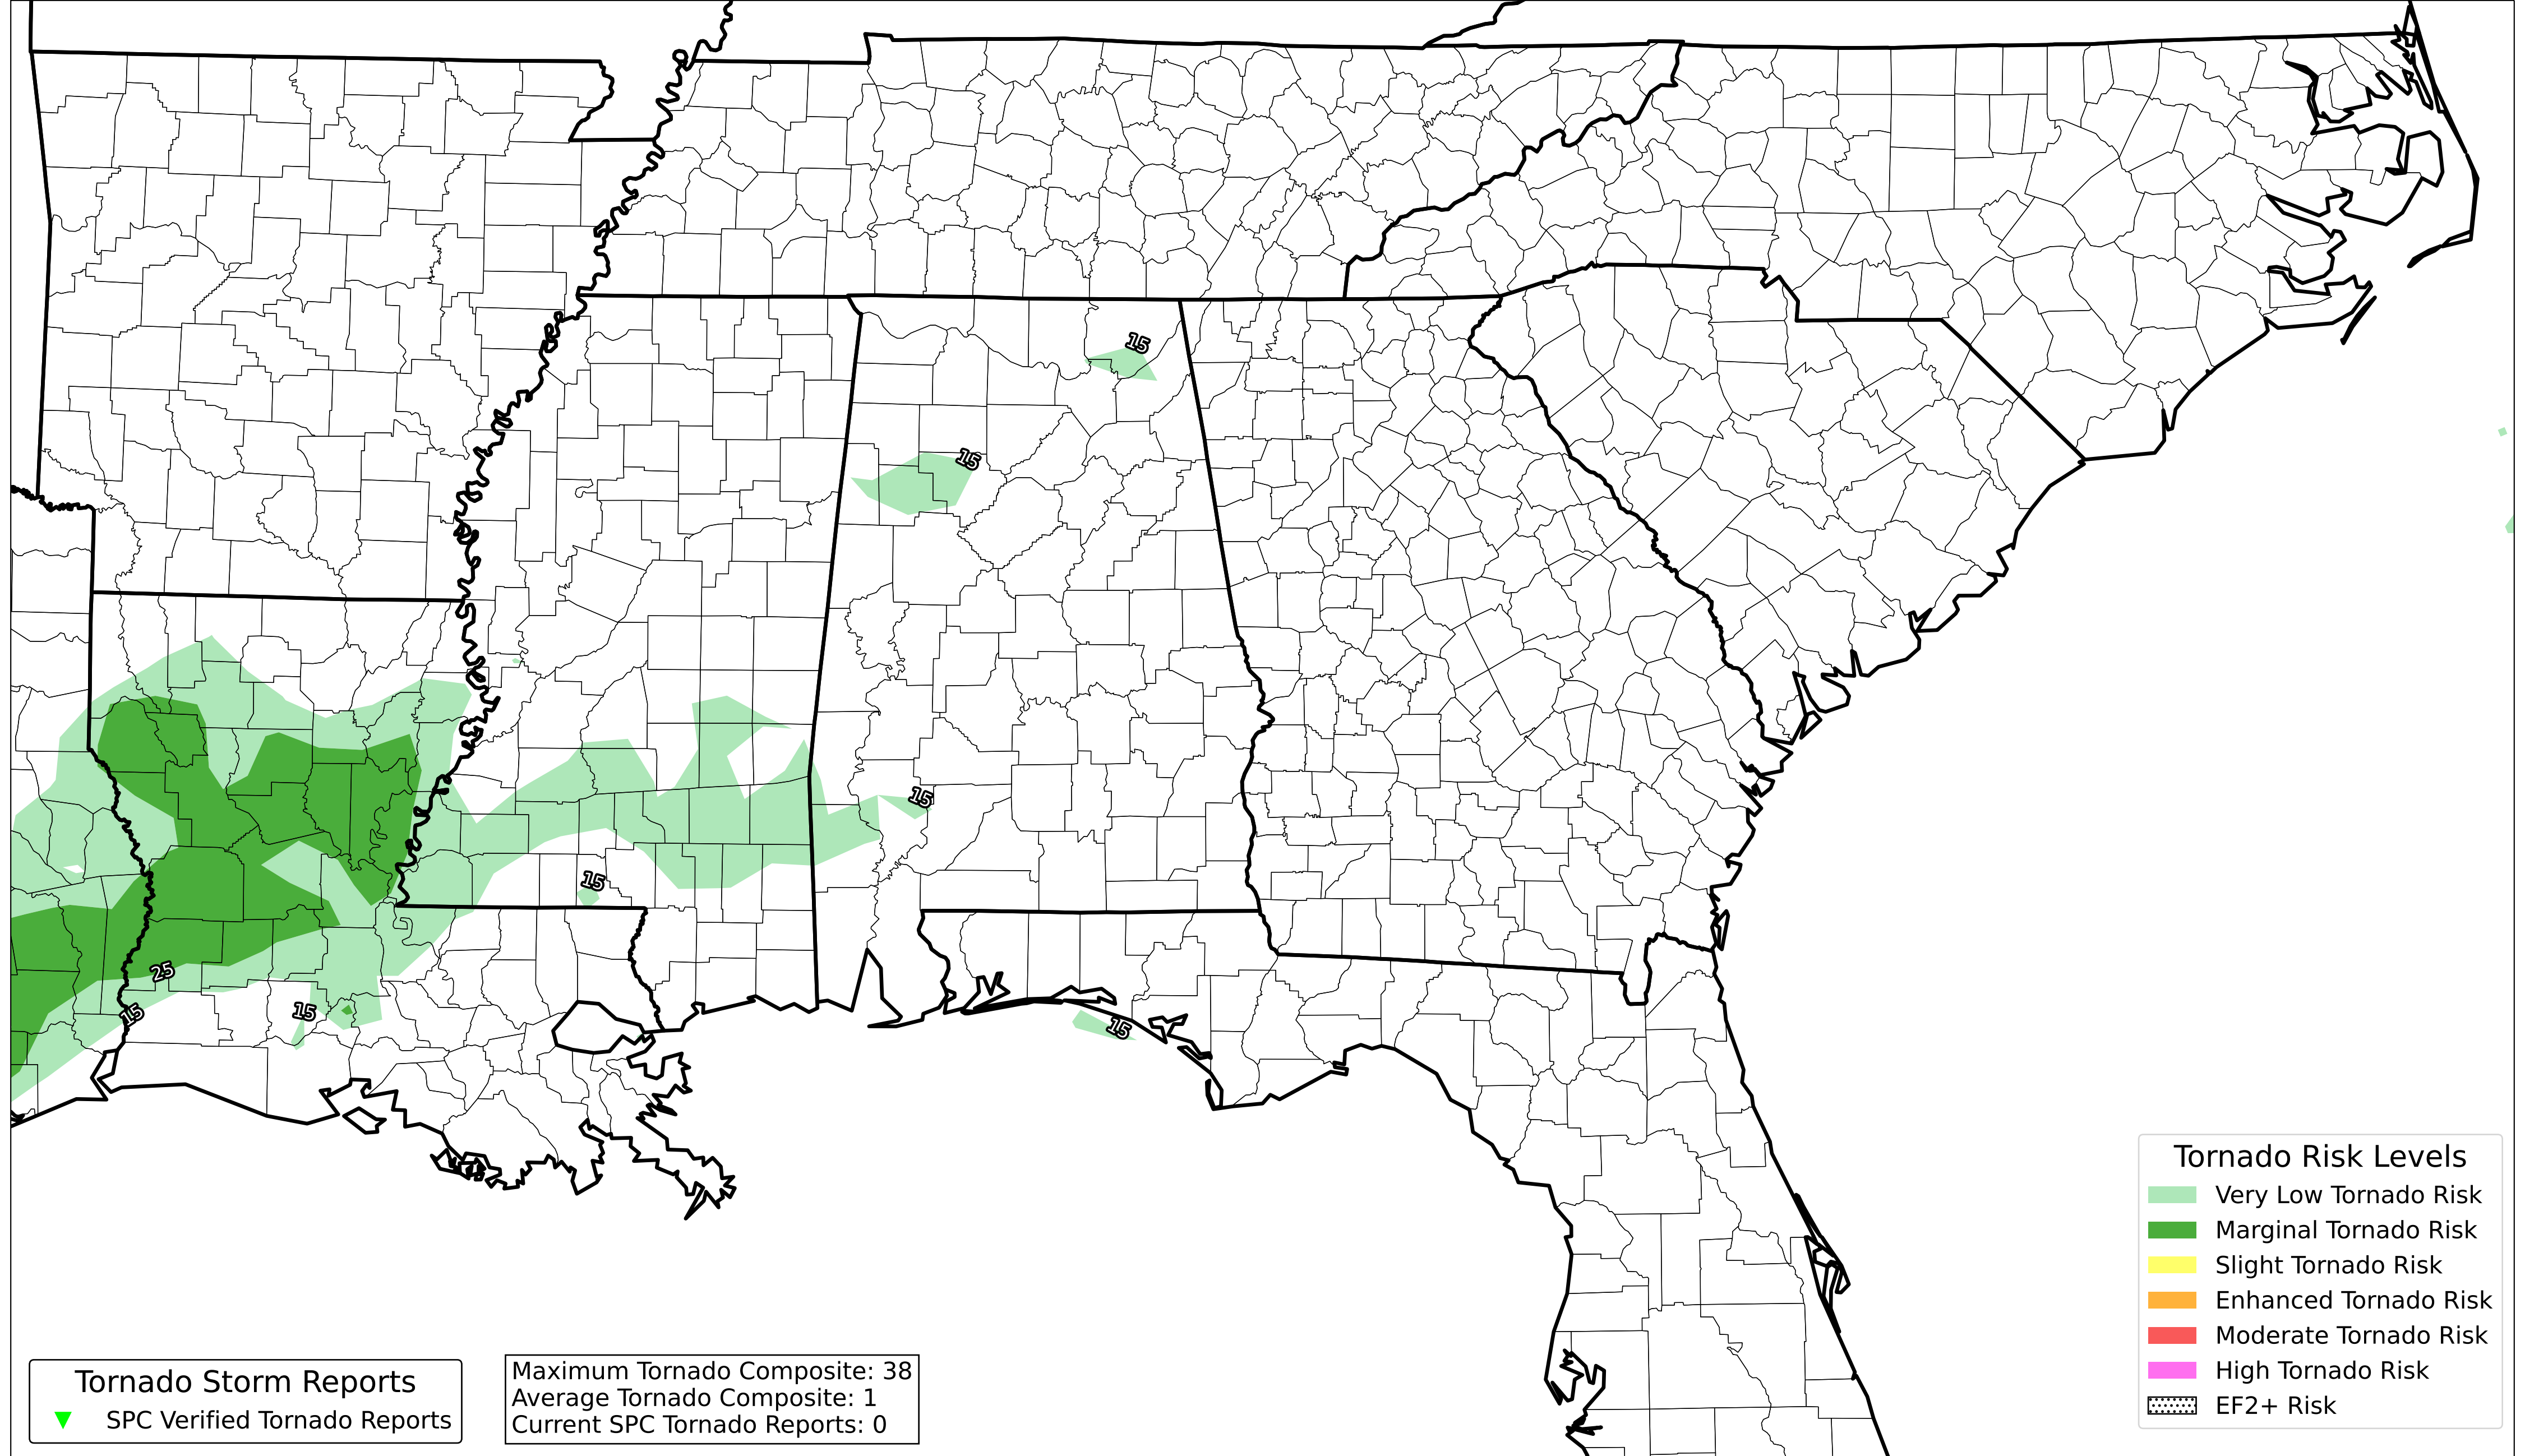 15
15
15
15
25
15
15
15
Tornado Risk Levels
Very Low Tornado Risk
Marginal Tornado Risk
Slight Tornado Risk
Enhanced Tornado Risk
Moderate Tornado Risk
High Tornado Risk
EF2+ Risk
Tornado Storm Reports
SPC Verified Tornado Reports
Maximum Tornado Composite: 38
Average Tornado Composite: 1
Current SPC Tornado Reports: 0